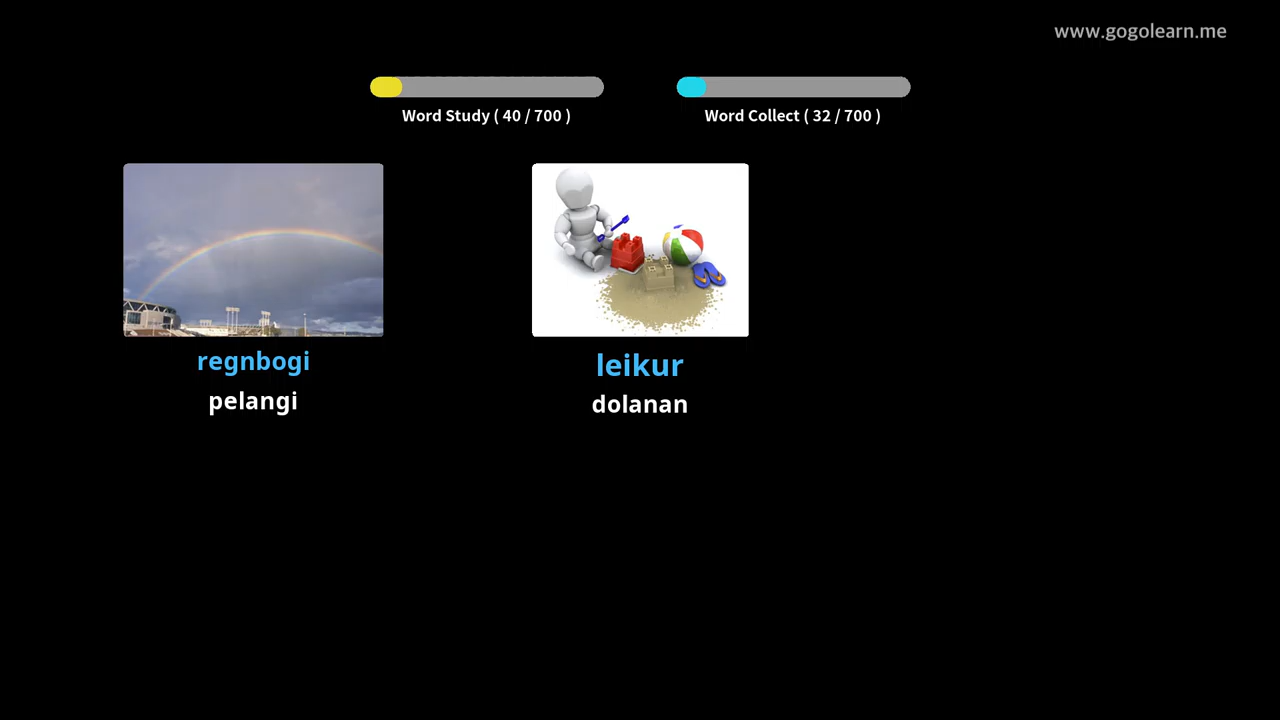 www.gogolearn.me
Word Study ( 40 / 700 )
Word Collect ( 32 / 700 )
regnbogi
pelangi
leikur
dolanan